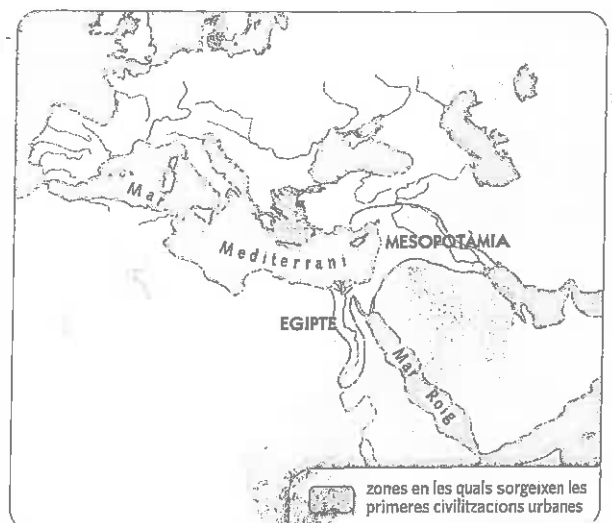 Mar
Mediterrani
MESOPOTÀMIA
EGIPTE
Mar Roig
zones en les quals sorgeixen les
primeres civilitzacions urbanes